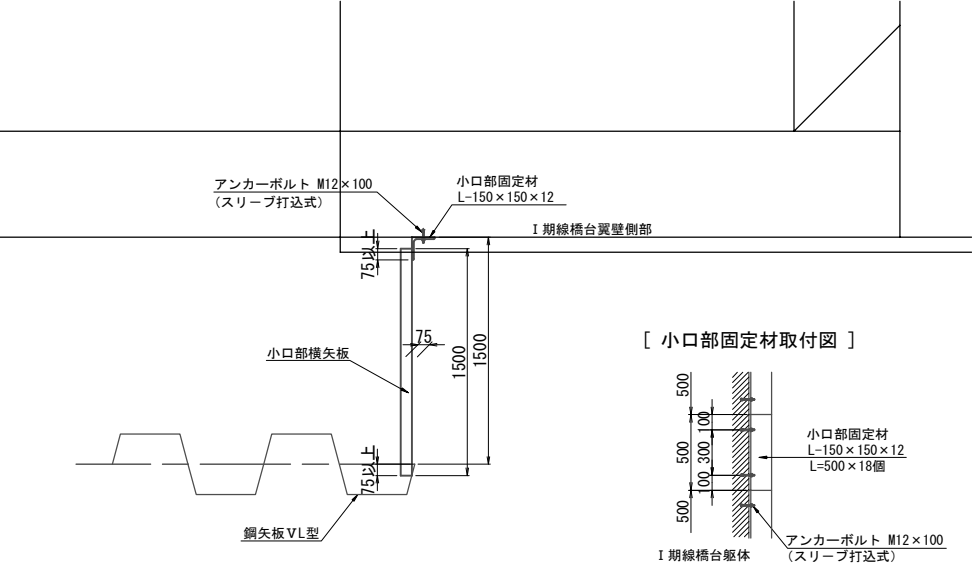 アンカーボルト M12×100
(スリーブ打込式)
小口部固定材
L-150×150×12
Ⅰ期線橋台翼壁側部
75以上
75
1500
1500
小口部横矢板
75以上
鋼矢板ⅤL型
[ 小口部固定材取付図 ]
500
100
500
300
100
500
小口部固定材
L-150×150×12
L=500×18個
アンカーボルト M12×100
(スリーブ打込式)
Ⅰ期線橋台躯体